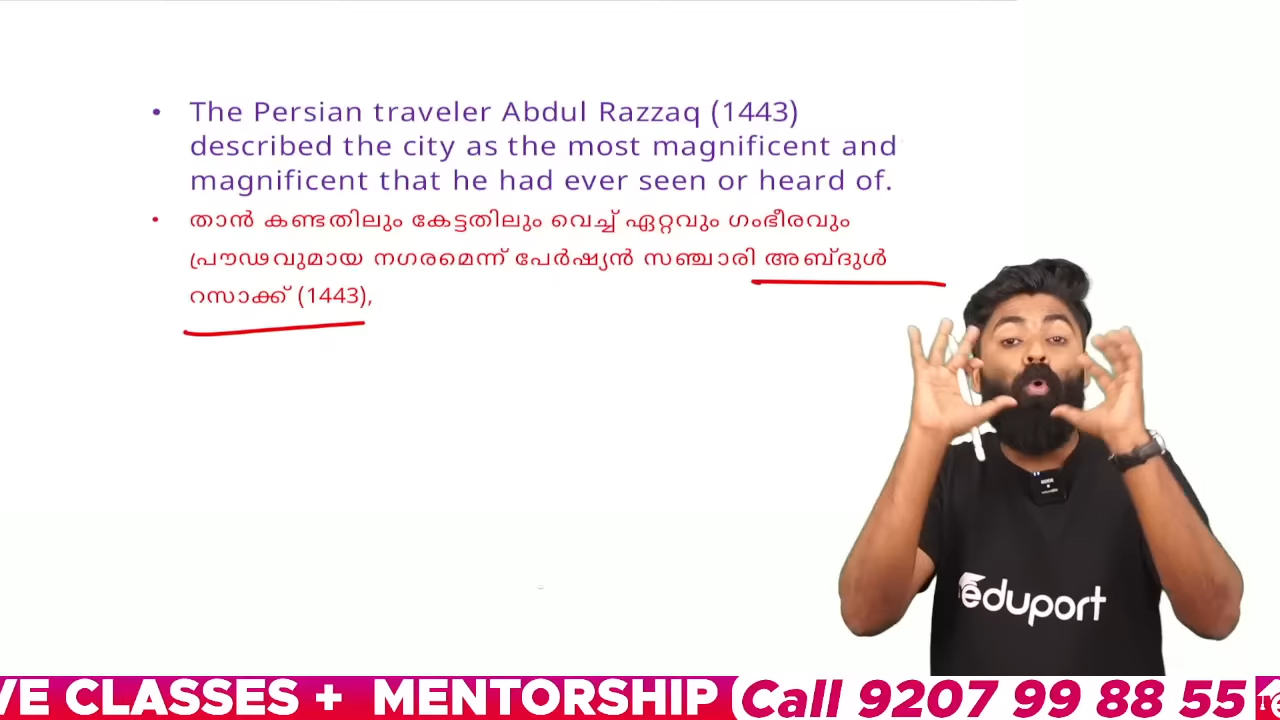 • The Persian traveler Abdul Razzaq (1443)
described the city as the most magnificent and
magnificent that he had ever seen or heard of.
• താൻ കണ്ടതിലും കേട്ടതിലും വെച്ച് ഏറ്റവും ഗംഭീരവും
പ്രൗഢവുമായ നഗരമെന്ന് പേർഷ്യൻ സഞ്ചാരി അബ്ദുൾ
റസാക്ക് (1443),
eduport
VE CLASSES + MENTORSHIP (Call 9207 99 88 55